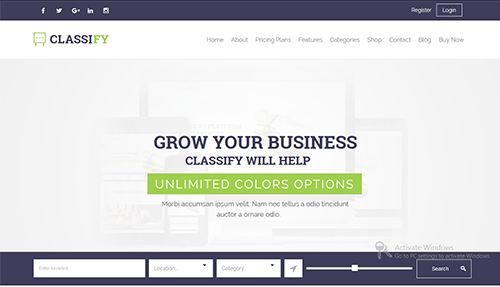 Register Login
CLASSIFY
Home About Pricing Plans Features Categories Shop Contact Blog Buy Now
GROW YOUR BUSINESS
CLASSIFY WILL HELP
UNLIMITED COLORS OPTIONS
Morbi accumsan ipsum velit. Nam nec tellus a odio tincidunt
auctor a ornare odio.
Activate Windows
Go to PC settings to activate Windows.
Enter keyword... Location... Category... Search